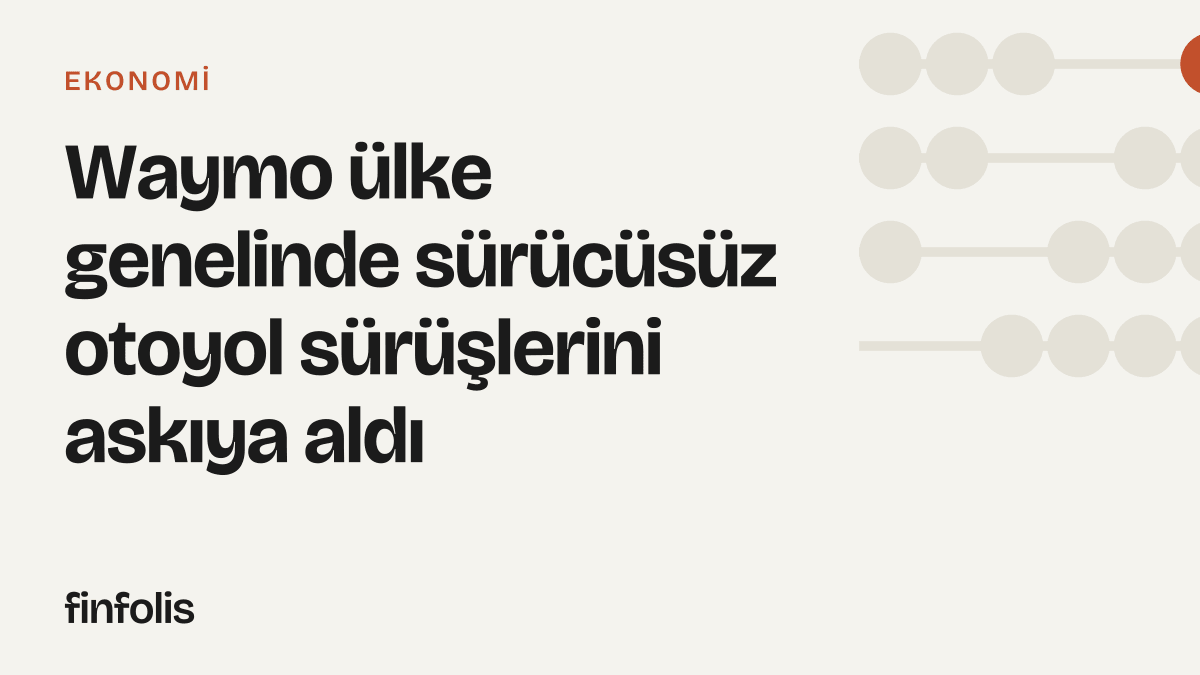 EKONOMİ
Waymo ülke
genelinde sürücüsüz
otoyol sürüşlerini
askıya aldı
finfolis